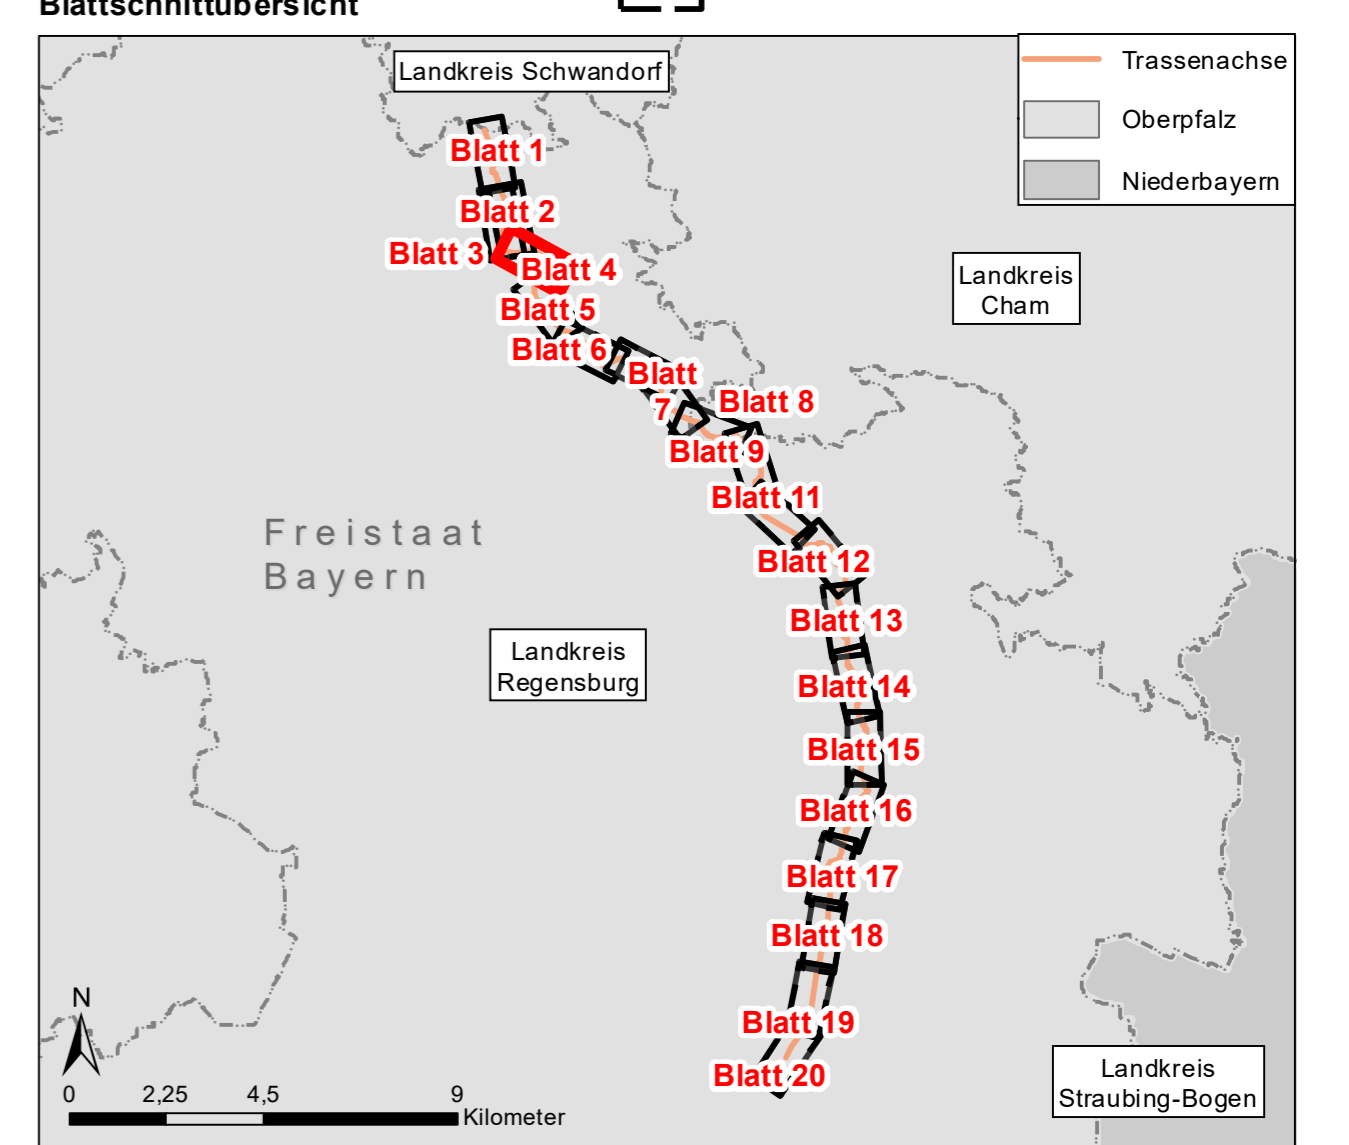 Blattschnittübersicht
Landkreis Schwandorf
Trassenachse
Oberpfalz
Niederbayern
Blatt 1
Blatt 2
Blatt 3
Blatt 4
Landkreis
Cham
Blatt 5
Blatt 6
Blatt
7
Blatt 8
Blatt 9
Blatt 11
Freistaat
Bayern
Blatt 12
Blatt 13
Landkreis
Regensburg
Blatt 14
Blatt 15
Blatt 16
Blatt 17
Blatt 18
Blatt 19
Blatt 20
N
0 2,25 4,5 9
Kilometer
Landkreis
Straubing-Bogen